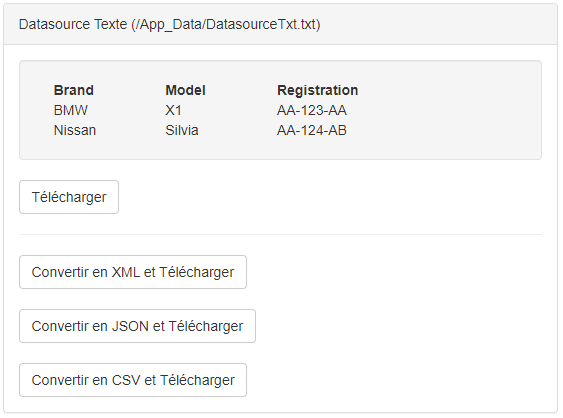 Datasource Texte (/App_Data/DatasourceTxt.txt)
Brand Model Registration
BMW X1 AA-123-AA
Nissan Silvia AA-124-AB
Télécharger
Convertir en XML et Télécharger
Convertir en JSON et Télécharger
Convertir en CSV et Télécharger